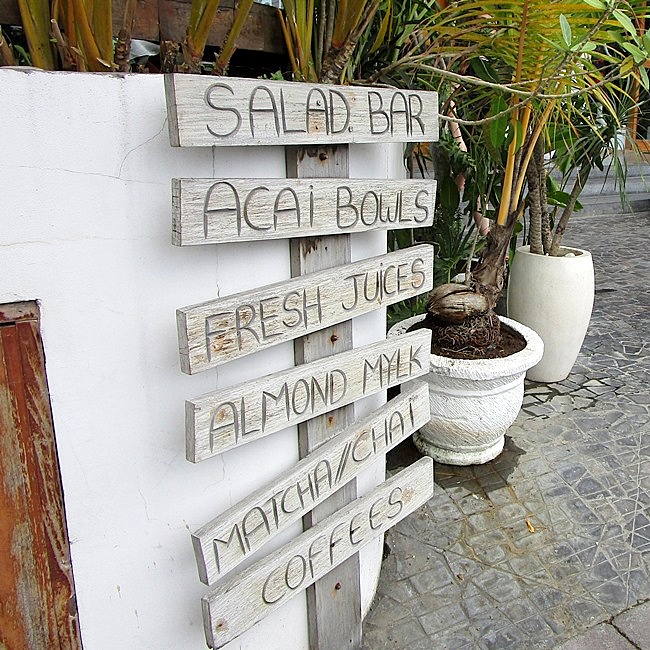 SALAD BAR
ACAi BOWLS
FRESH JUiCES
ALMOND MYLK
MATCHA//CHAi
COFFEES